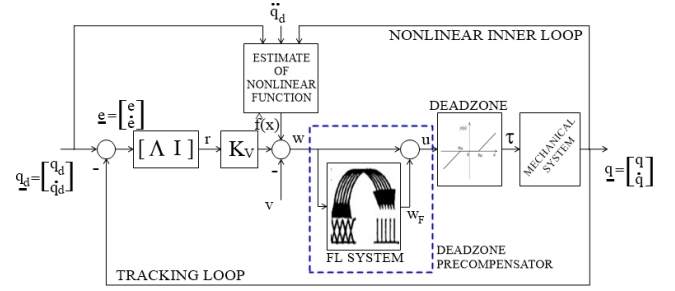 q̈d
NONLINEAR INNER LOOP
ESTIMATE
OF
NONLINEAR
FUNCTION
f̂(x)
DEADZONE
e=[e ė]
[Λ I]
r
KV
w
u
τ
MECHANICAL
SYSTEM
q=[q q̇]
qd=[qd q̇d]
-
-
v
wF
FL SYSTEM
DEADZONE
PRECOMPENSATOR
TRACKING LOOP